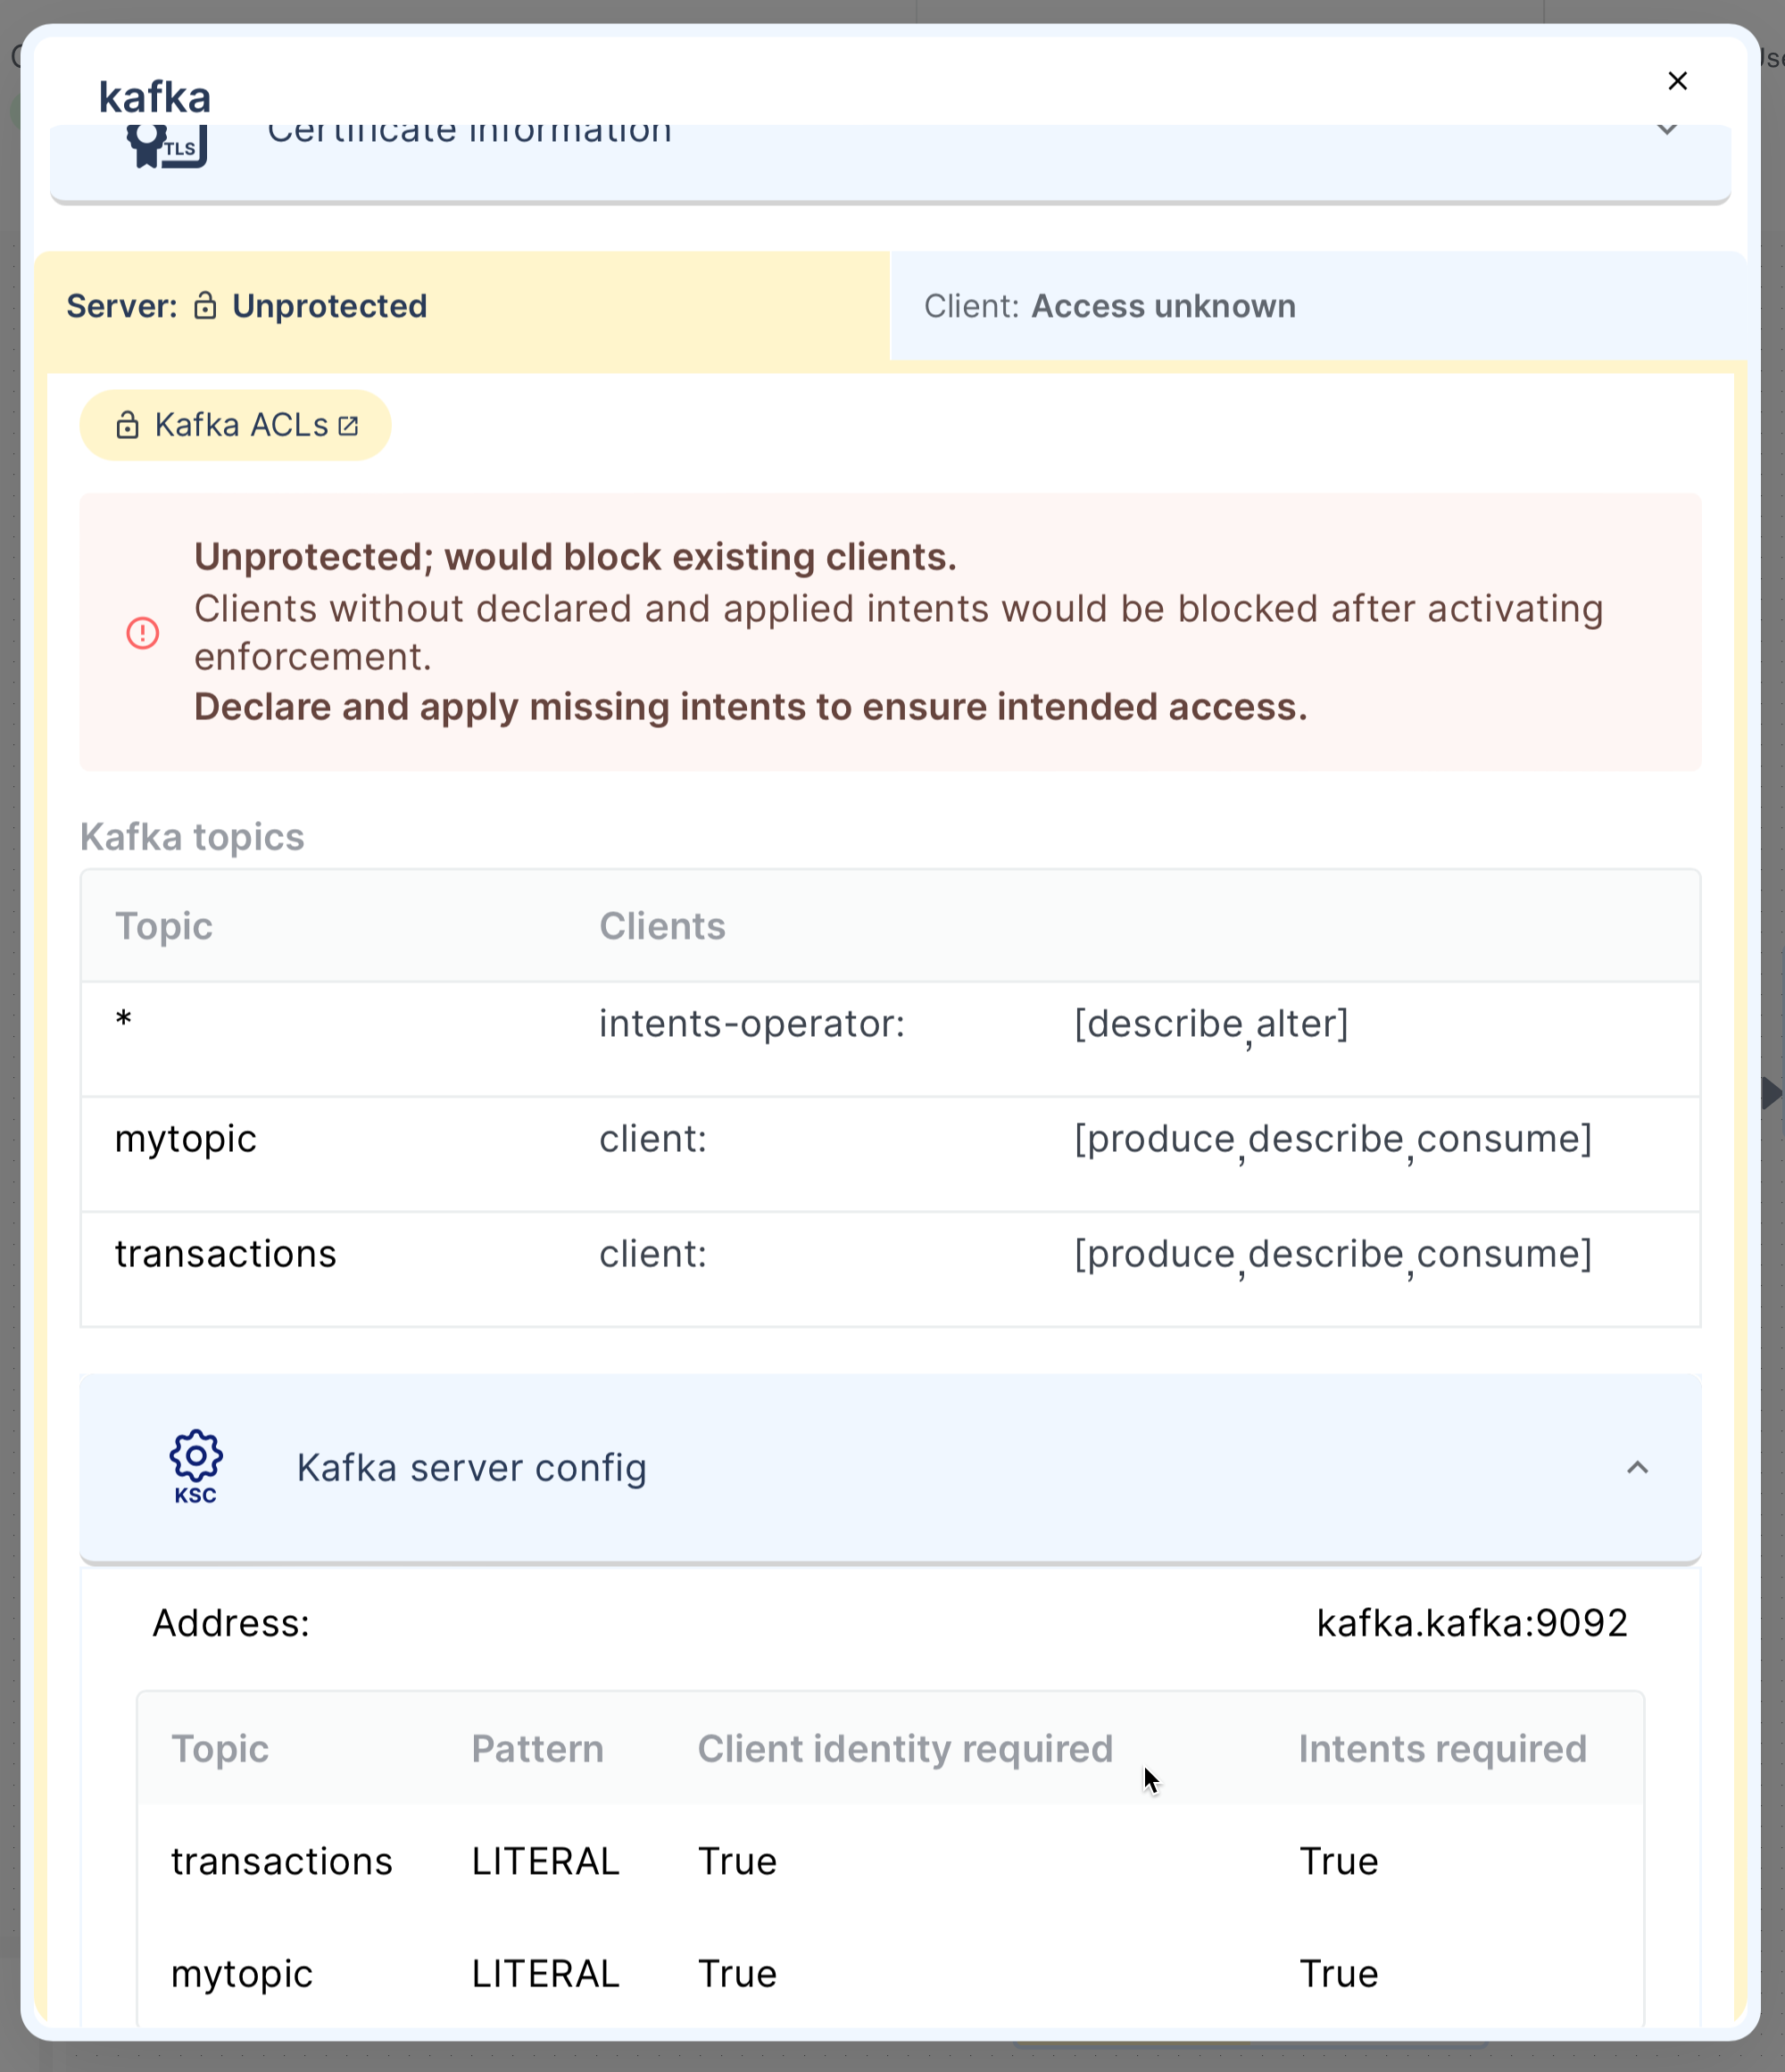 kafka
TLS
Certificate information
Server: Unprotected
Client: Access unknown
Kafka ACLs
Unprotected; would block existing clients.
Clients without declared and applied intents would be blocked after activating
enforcement.
Declare and apply missing intents to ensure intended access.
Kafka topics
Topic Clients
* intents-operator: [describe,alter]
mytopic client: [produce,describe,consume]
transactions client: [produce,describe,consume]
KSC
Kafka server config
Address: kafka.kafka:9092
Topic Pattern Client identity required Intents required
transactions LITERAL True True
mytopic LITERAL True True